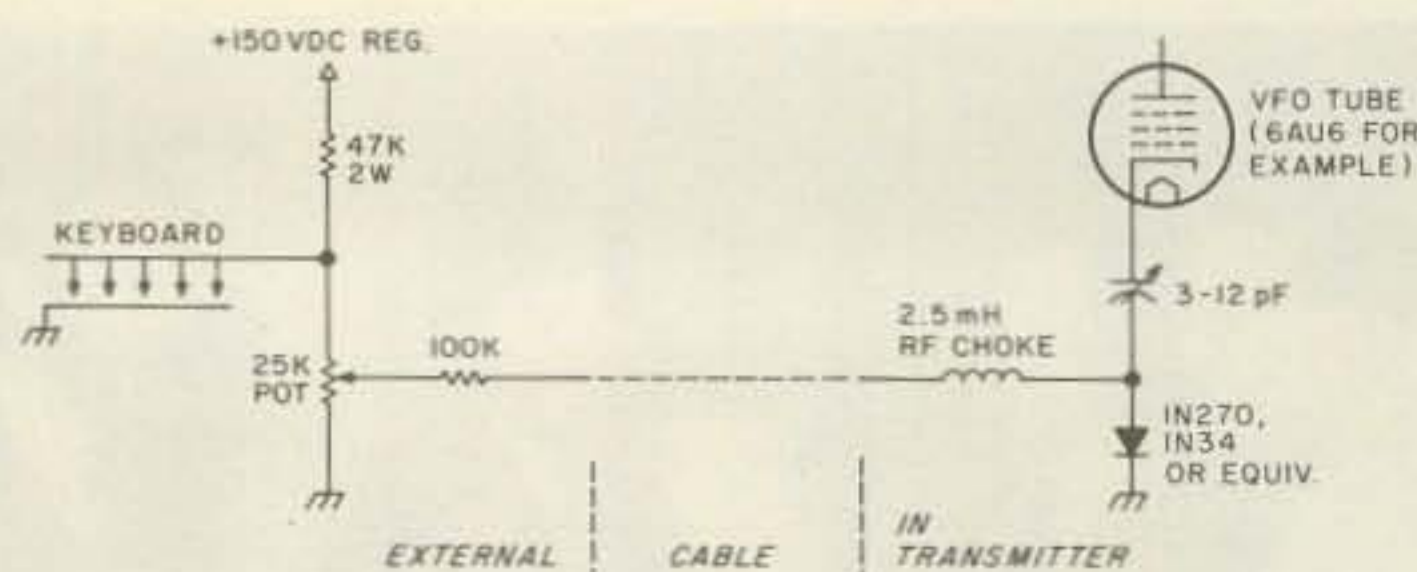 +150 VDC REG.
47K
2W
KEYBOARD
25K
POT
100K
2.5mH
RF CHOKE
VFO TUBE
(6AU6 FOR
EXAMPLE)
3-12 pF
IN270,
IN34
OR EQUIV.
EXTERNAL
CABLE
IN
TRANSMITTER